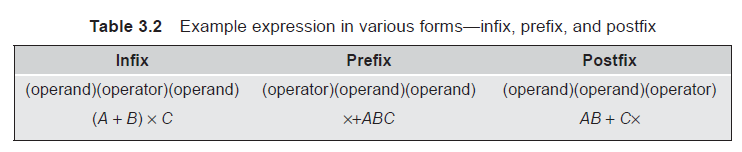 Table 3.2 Example expression in various forms—infix, prefix, and postfix
Infix Prefix Postfix
(operand)(operator)(operand) (operator)(operand)(operand) (operand)(operand)(operator)
(A + B) × C ×+ABC AB + C×